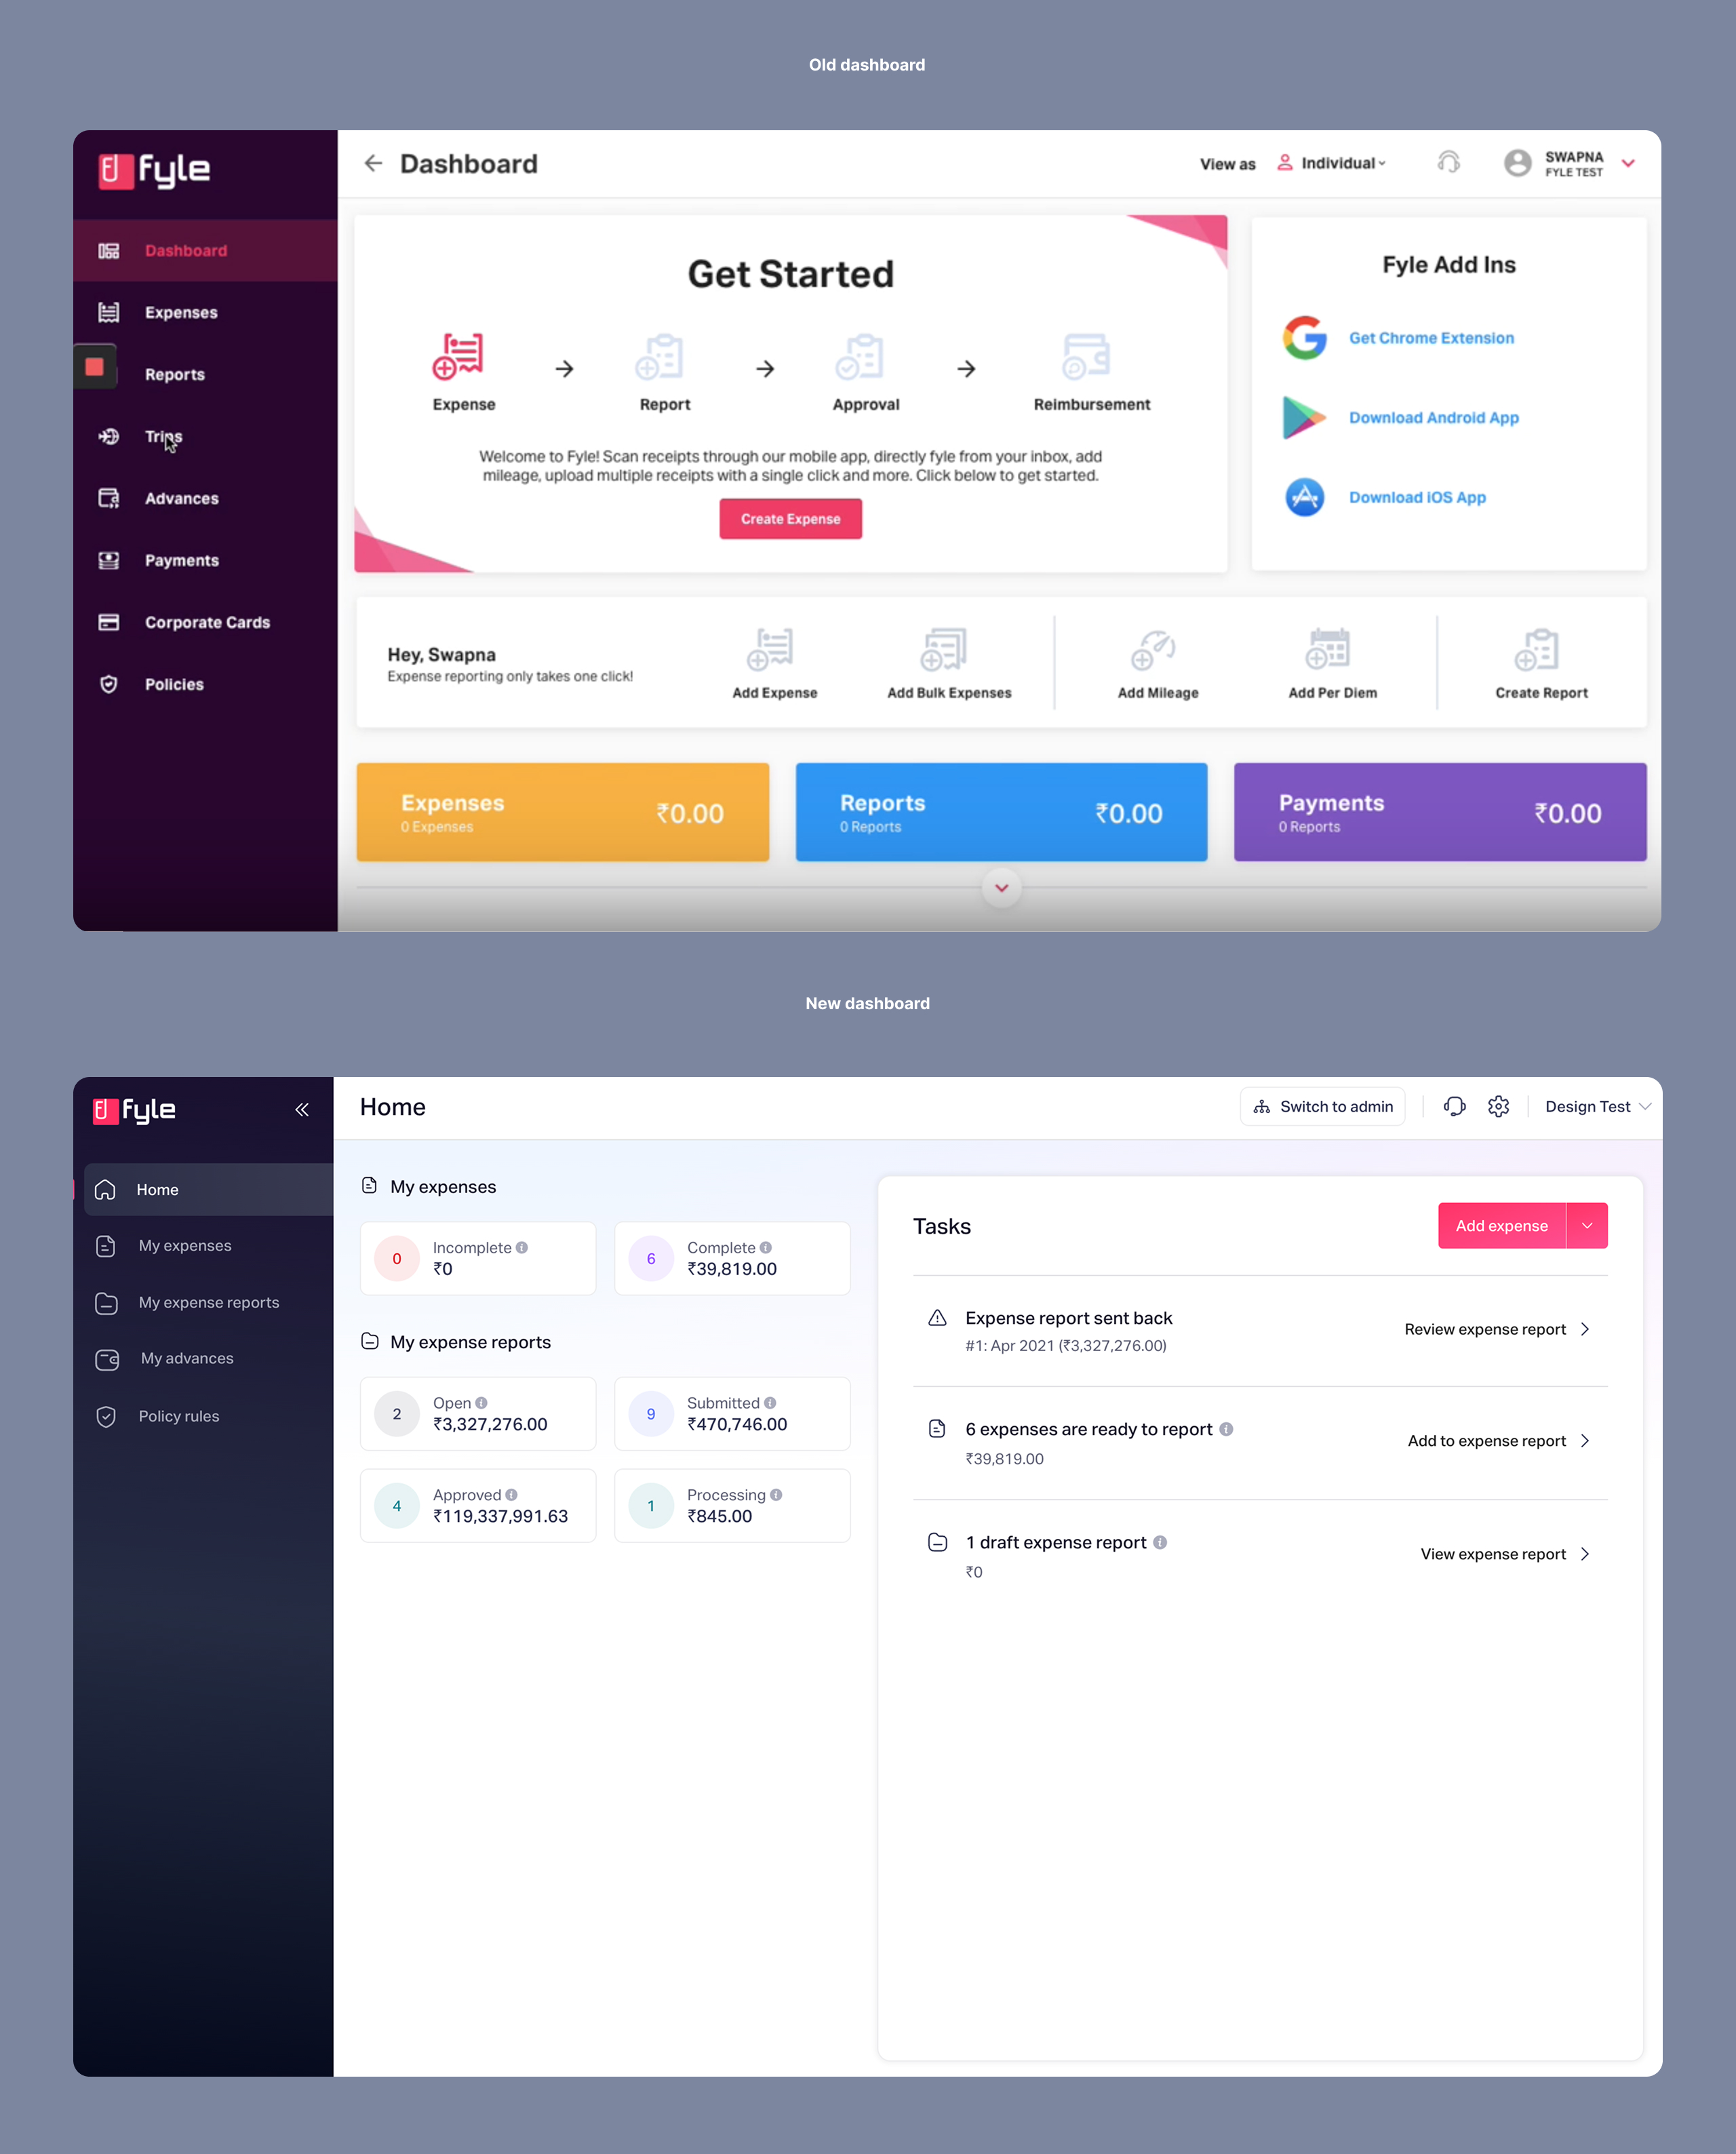 Old dashboard
fyle
Dashboard
View as
Individual
SWAPNA
FYLE TEST
Dashboard
Expenses
Reports
Trips
Advances
Payments
Corporate Cards
Policies
Get Started
Expense
Report
Approval
Reimbursement
Welcome to Fyle! Scan receipts through our mobile app, directly fyle from your inbox, add
mileage, upload multiple receipts with a single click and more. Click below to get started.
Create Expense
Fyle Add Ins
Get Chrome Extension
Download Android App
Download iOS App
Hey, Swapna
Expense reporting only takes one click!
Add Expense
Add Bulk Expenses
Add Mileage
Add Per Diem
Create Report
Expenses
0 Expenses
₹0.00
Reports
0 Reports
₹0.00
Payments
0 Reports
₹0.00
New dashboard
fyle
Home
Switch to admin
Design Test
Home
My expenses
My expense reports
My advances
Policy rules
My expenses
0
Incomplete
₹0
6
Complete
₹39,819.00
My expense reports
2
Open
₹3,327,276.00
9
Submitted
₹470,746.00
4
Approved
₹119,337,991.63
1
Processing
₹845.00
Tasks
Add expense
Expense report sent back
#1: Apr 2021 (₹3,327,276.00)
Review expense report
6 expenses are ready to report
₹39,819.00
Add to expense report
1 draft expense report
₹0
View expense report